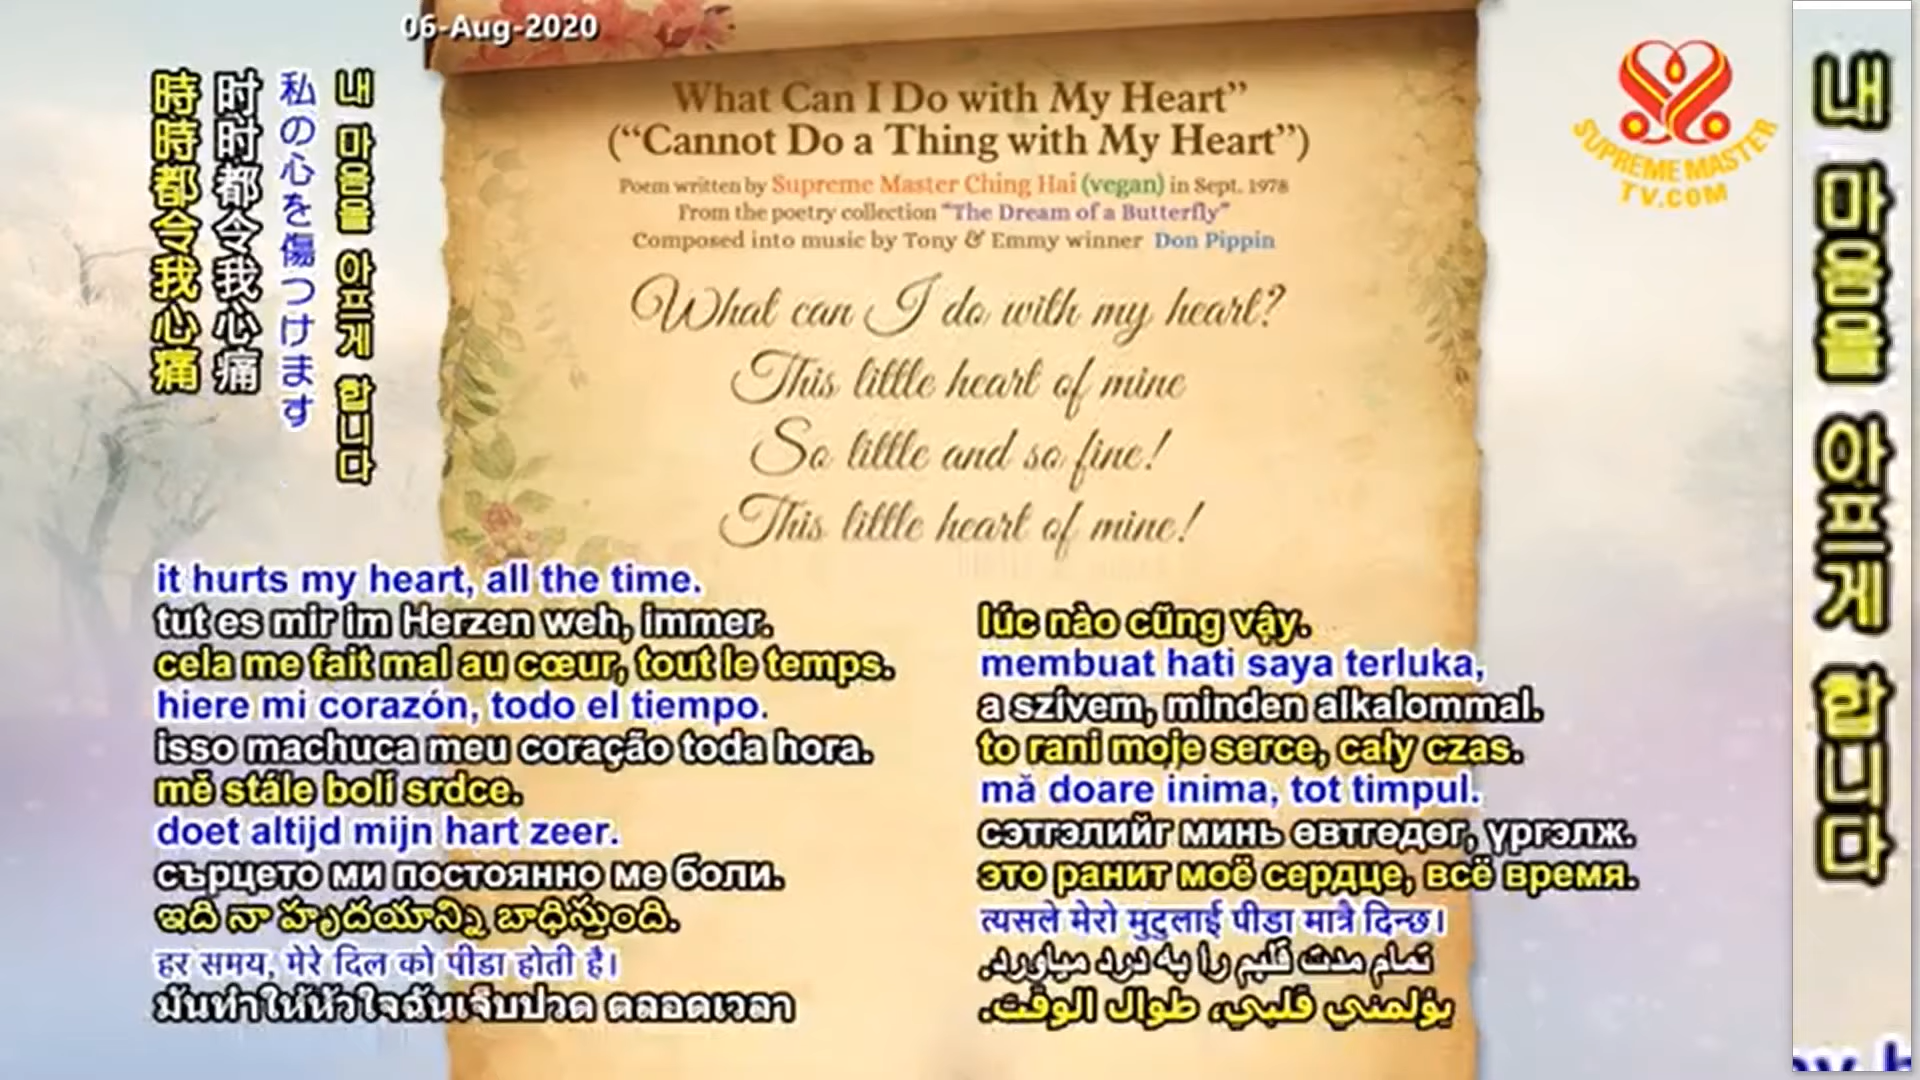 06-Aug-2020
時時都令我心痛
时时都令我心痛
私の心を傷つけます
내 마음을 아프게 합니다
What Can I Do with My Heart”
(“Cannot Do a Thing with My Heart”)
Poem written by Supreme Master Ching Hai (vegan) in Sept. 1978
From the poetry collection “The Dream of a Butterfly”
Composed into music by Tony & Emmy winner Don Pippin
What can I do with my heart?
This little heart of mine
So little and so fine!
This little heart of mine!
SUPREME MASTER
TV.COM
it hurts my heart, all the time.
tut es mir im Herzen weh, immer.
cela me fait mal au cœur, tout le temps.
hiere mi corazón, todo el tiempo.
isso machuca meu coração toda hora.
mě stále bolí srdce.
doet altijd mijn hart zeer.
сърцето ми постоянно ме боли.
ఇది నా హృదయాన్ని బాధిస్తుంది.
हर समय, मेरे दिल को पीडा होती है।
มันทำให้หัวใจฉันเจ็บปวด ตลอดเวลา
lúc nào cũng vậy.
membuat hati saya terluka,
a szívem, minden alkalommal.
to rani moje serce, cały czas.
mă doare inima, tot timpul.
сэтгэлийг минь өвтгөдөг, үргэлж.
это ранит моё сердце, всё время.
त्यसले मेरो मुटुलाई पीडा मात्रै दिन्छ।
تمام مدت قلبم را به درد میآورد.
يؤلمني قلبي، طوال الوقت.
내 마음을 아프게 합니다